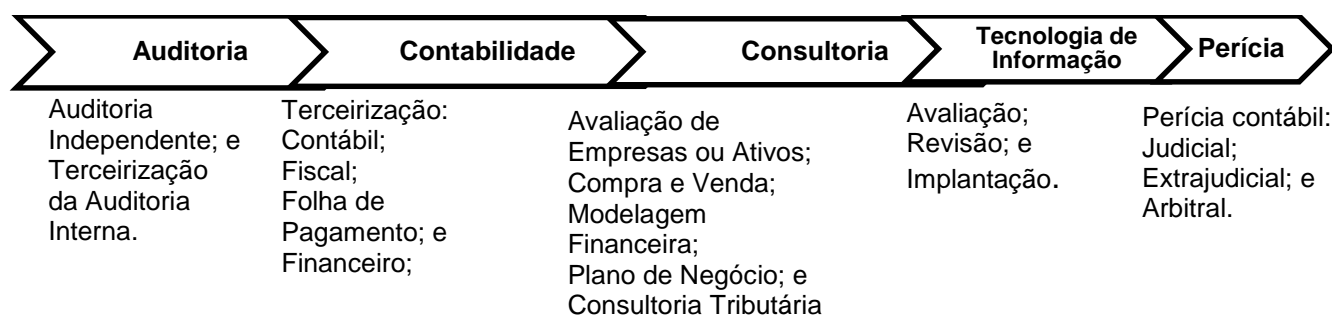 Auditoria
Contabilidade
Consultoria
Tecnologia de
Informação
Perícia
Auditoria
Independente; e
Terceirização
da Auditoria
Interna.
Terceirização:
Contábil;
Fiscal;
Folha de
Pagamento; e
Financeiro;
Avaliação de
Empresas ou Ativos;
Compra e Venda;
Modelagem
Financeira;
Plano de Negócio; e
Consultoria Tributária
Avaliação;
Revisão; e
Implantação.
Perícia contábil:
Judicial;
Extrajudicial; e
Arbitral.